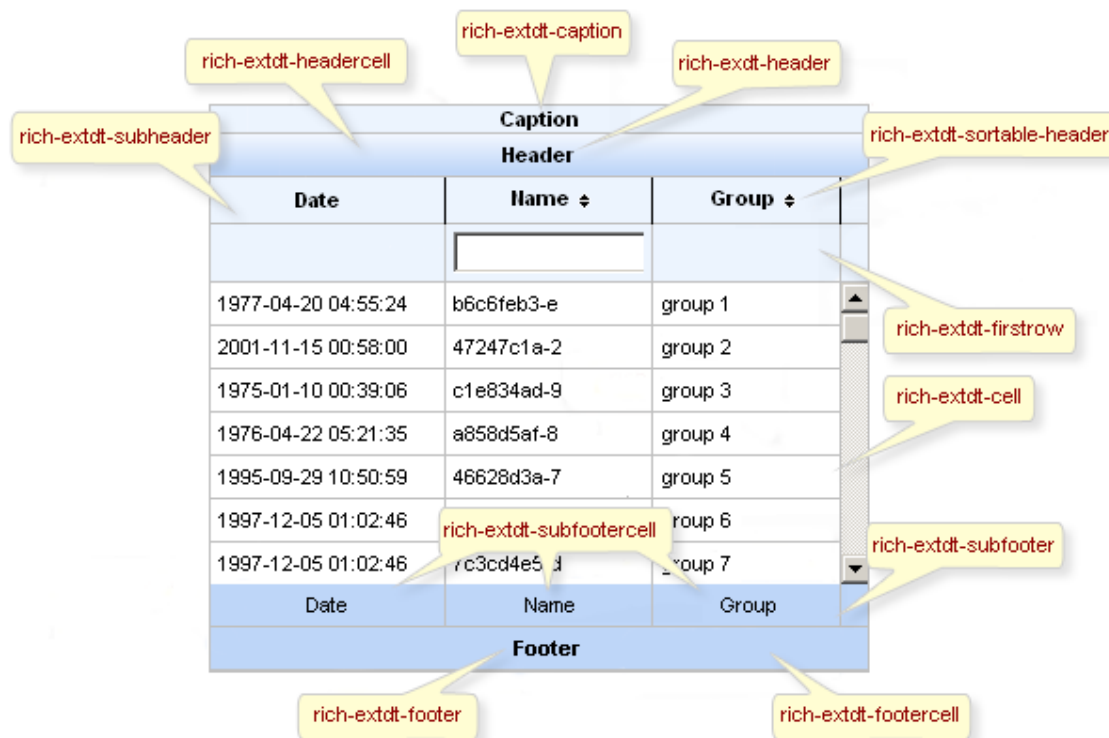 rich-extdt-caption
rich-extdt-headercell
rich-exdt-header
rich-extdt-subheader
rich-extdt-sortable-header
Caption
Header
Date Name Group
1977-04-20 04:55:24 b6c6feb3-e group 1
rich-extdt-firstrow
2001-11-15 00:58:00 47247c1a-2 group 2
1975-01-10 00:39:06 c1e834ad-9 group 3
rich-extdt-cell
1976-04-22 05:21:35 a858d5af-8 group 4
1995-09-29 10:50:59 46628d3a-7 group 5
1997-12-05 01:02:46 group 6
rich-extdt-subfootercell
rich-extdt-subfooter
1997-12-05 01:02:46 group 7
Date Name Group
Footer
rich-extdt-footer
rich-extdt-footercell